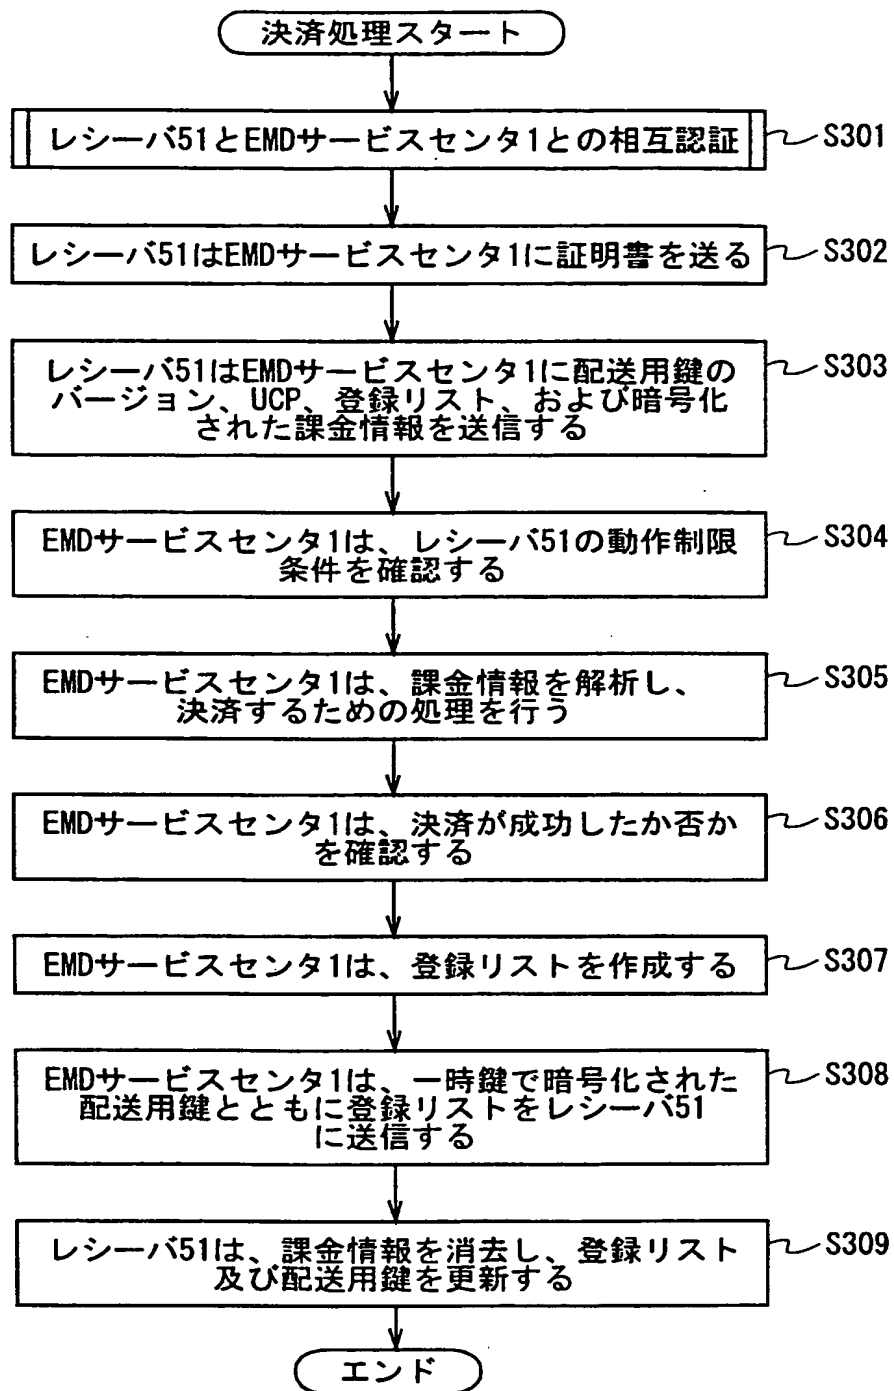 決済処理スタート
レシーバ51とEMDサービスセンタ1との相互認証
S301
レシーバ51はEMDサービスセンタ1に証明書を送る
S302
レシーバ51はEMDサービスセンタ1に配送用鍵の
バージョン、UCP、登録リスト、および暗号化
された課金情報を送信する
S303
EMDサービスセンタ1は、レシーバ51の動作制限
条件を確認する
S304
EMDサービスセンタ1は、課金情報を解析し、
決済するための処理を行う
S305
EMDサービスセンタ1は、決済が成功したか否か
を確認する
S306
EMDサービスセンタ1は、登録リストを作成する
S307
EMDサービスセンタ1は、一時鍵で暗号化された
配送用鍵とともに登録リストをレシーバ51
に送信する
S308
レシーバ51は、課金情報を消去し、登録リスト
及び配送用鍵を更新する
S309
エンド